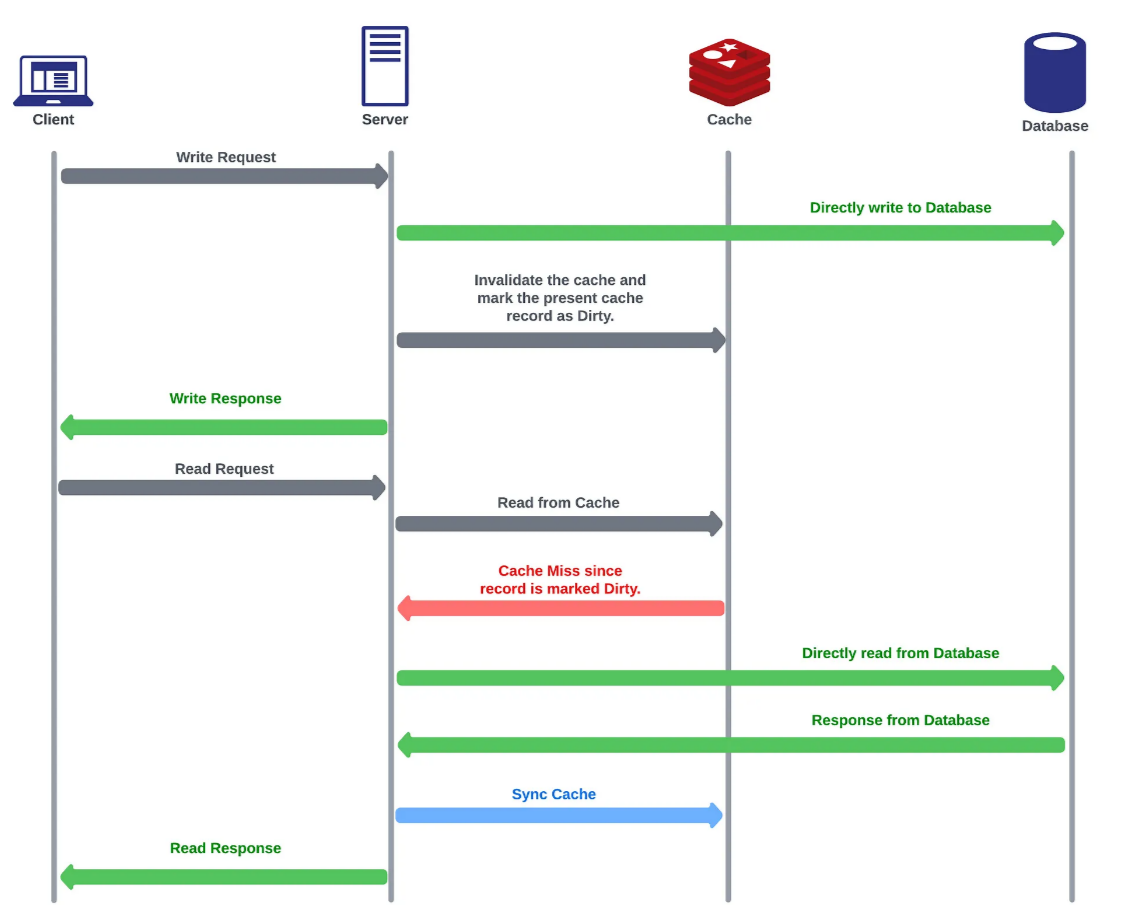 Client
Server
Cache
Database
Write Request
Directly write to Database
Invalidate the cache and
mark the present cache
record as Dirty.
Write Response
Read Request
Read from Cache
Cache Miss since
record is marked Dirty.
Directly read from Database
Response from Database
Sync Cache
Read Response